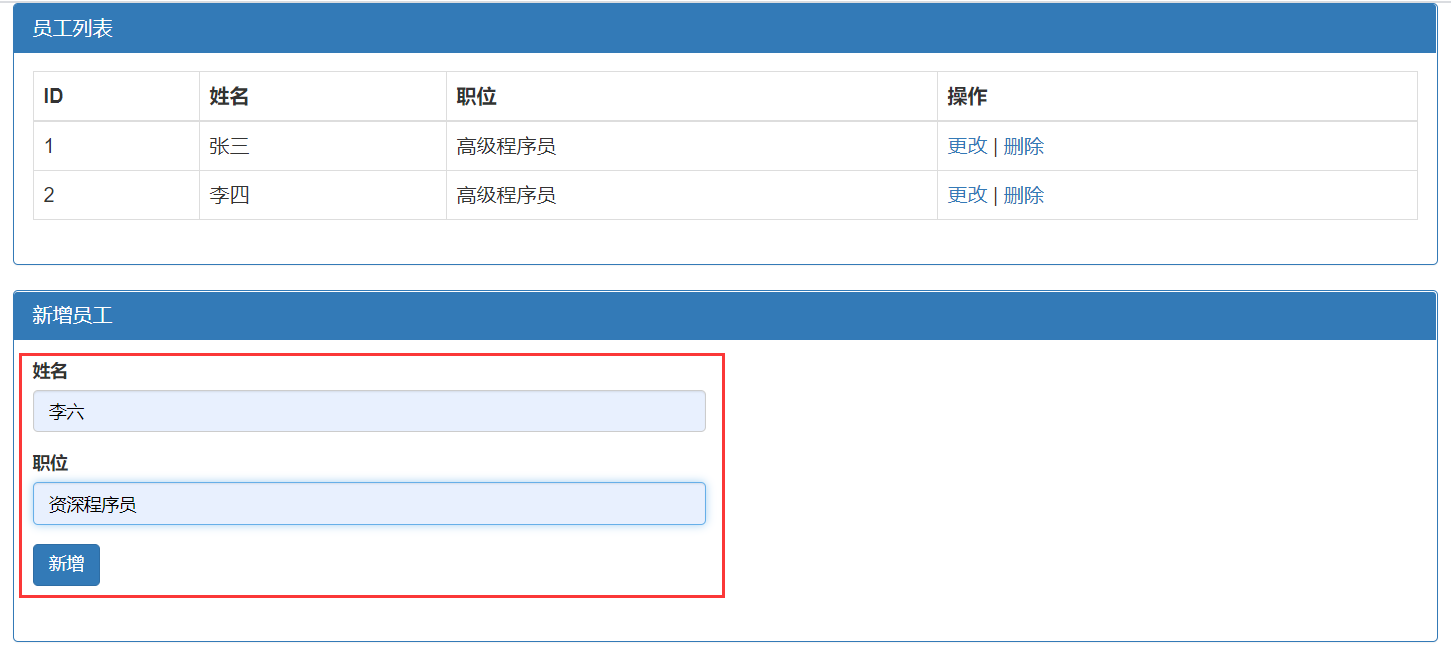 员工列表
ID 姓名 职位 操作
1 张三 高级程序员 更改 | 删除
2 李四 高级程序员 更改 | 删除
新增员工
姓名
李六
职位
资深程序员
新增